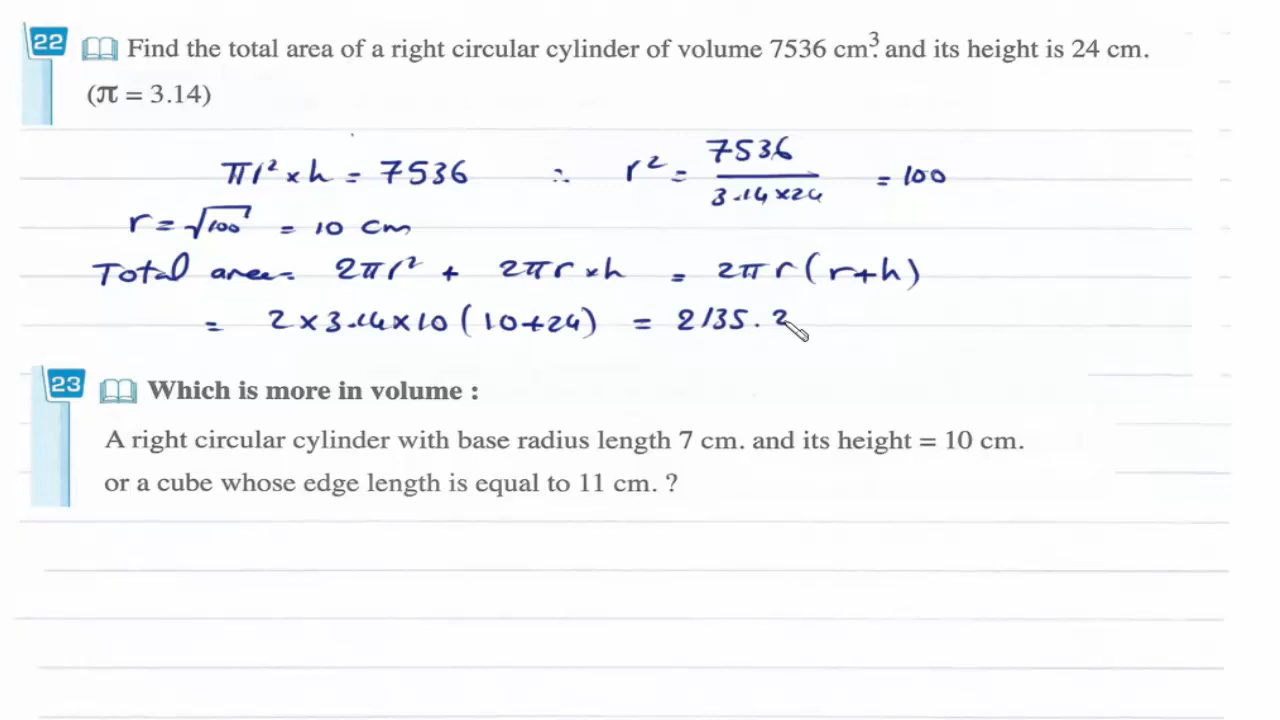 22 Find the total area of a right circular cylinder of volume 7536 cm³. and its height is 24 cm.
(π = 3.14)
πr² × h = 7536 ∴ r² = 7536 / 3.14×24 = 100
r = √100 = 10 cm
Total area = 2πr² + 2πr × h = 2πr(r+h)
= 2 × 3.14 × 10 (10+24) = 2135.2
23 Which is more in volume :
A right circular cylinder with base radius length 7 cm. and its height = 10 cm.
or a cube whose edge length is equal to 11 cm. ?